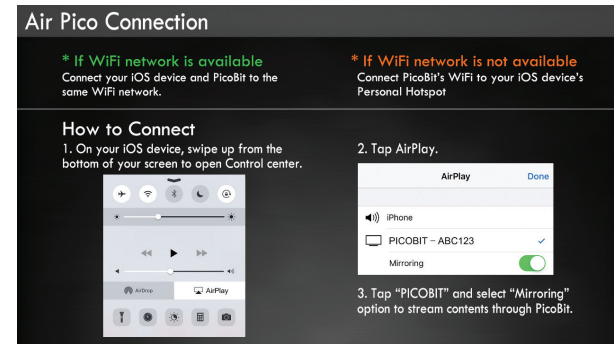 Air Pico Connection
* If WiFi network is available
Connect your iOS device and PicoBit to the
same WiFi network.
* If WiFi network is not available
Connect PicoBit's WiFi to your iOS device's
Personal Hotspot
How to Connect
1. On your iOS device, swipe up from the
bottom of your screen to open Control center.
AirDrop
AirPlay
2. Tap AirPlay.
AirPlay
Done
iPhone
PICOBIT – ABC123
Mirroring
3. Tap "PICOBIT" and select "Mirroring"
option to stream contents through PicoBit.